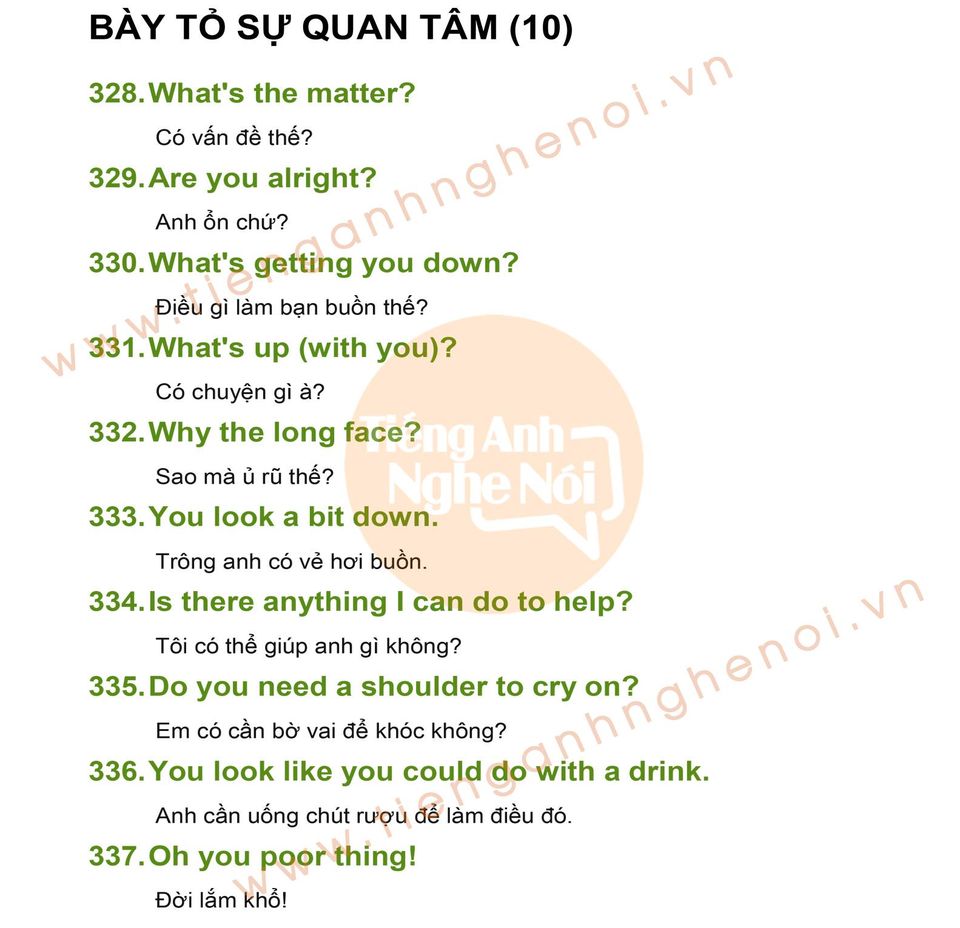 BÀY TỎ SỰ QUAN TÂM (10)
328. What's the matter?
Có vấn đề thế?
329. Are you alright?
Anh ổn chứ?
330. What's getting you down?
Điều gì làm bạn buồn thế?
331. What's up (with you)?
Có chuyện gì à?
332. Why the long face?
Sao mà ủ rũ thế?
333. You look a bit down.
Trông anh có vẻ hơi buồn.
334. Is there anything I can do to help?
Tôi có thể giúp anh gì không?
335. Do you need a shoulder to cry on?
Em có cần bờ vai để khóc không?
336. You look like you could do with a drink.
Anh cần uống chút rượu để làm điều đó.
337. Oh you poor thing!
Đời lắm khổ!
www.tienganhnghenoi.vn
Tiếng Anh
Nghe Nói
www.tienganhnghenoi.vn